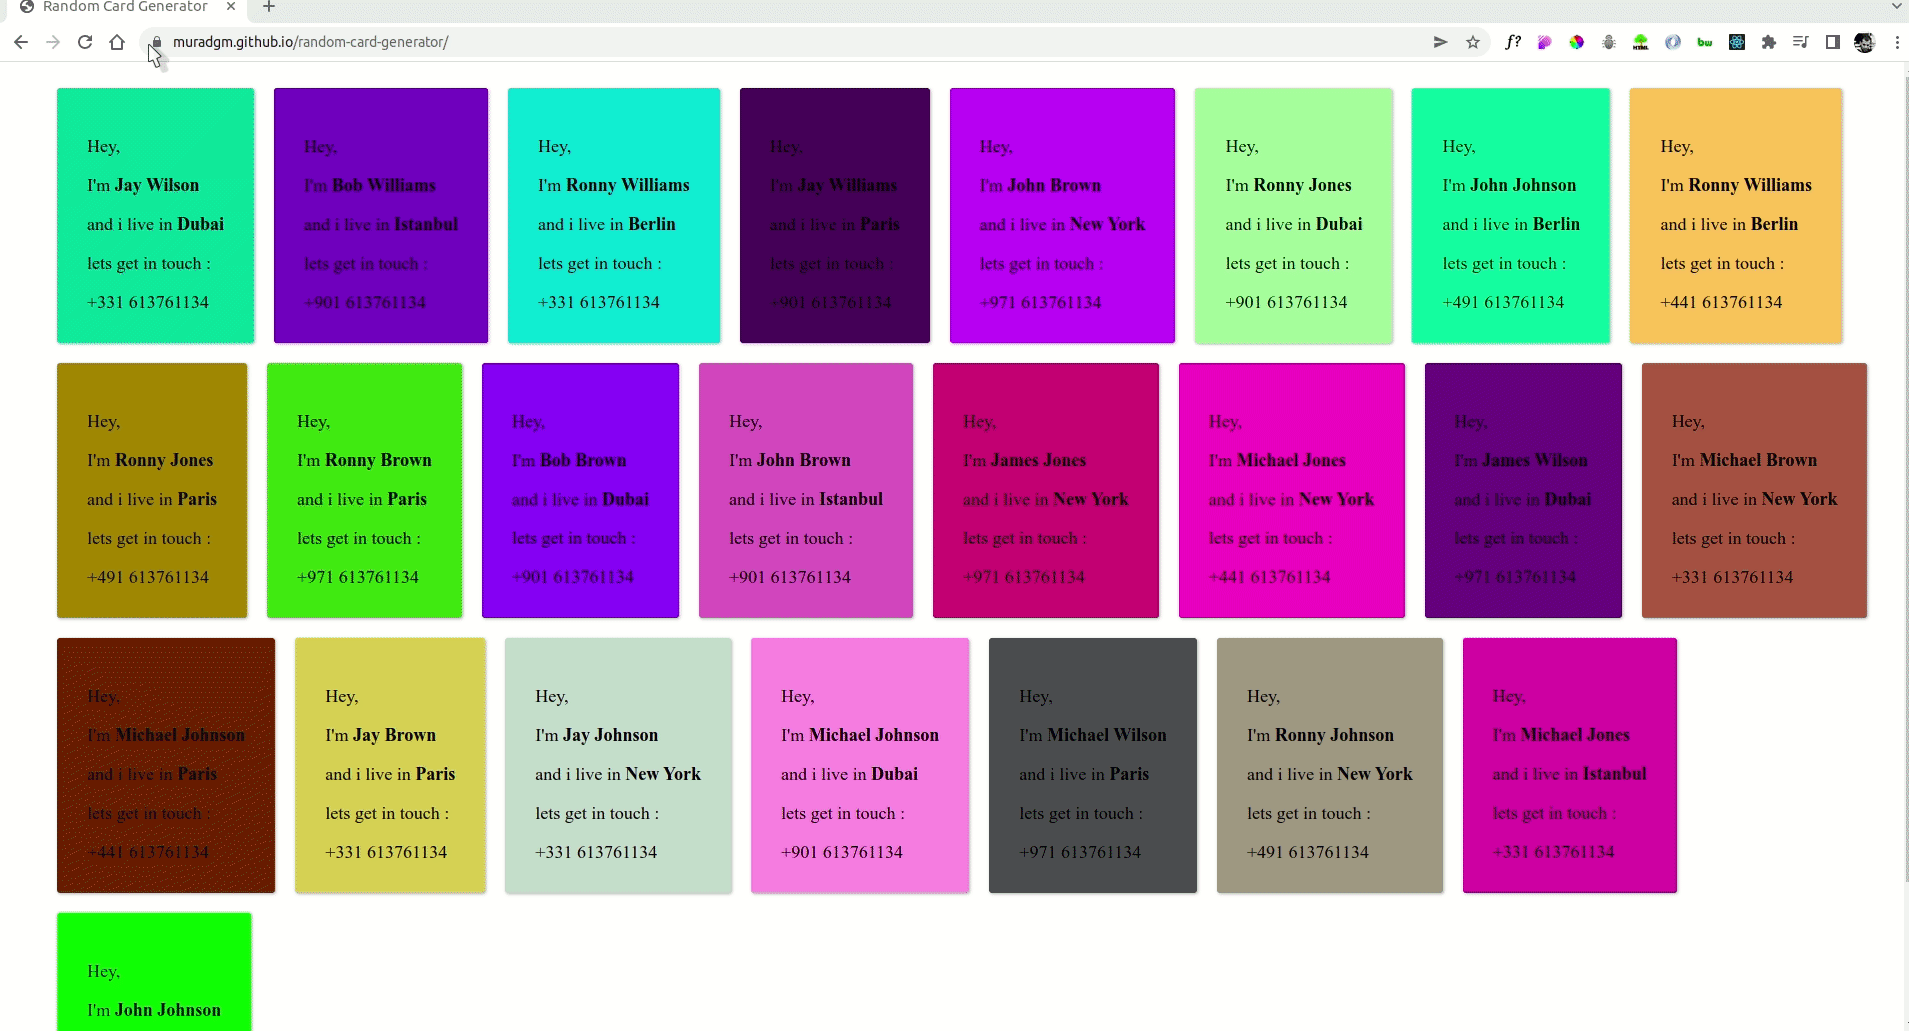 Random Card Generator
muradgm.github.io/random-card-generator/
f?
HTML
bw
Hey,
I'm Jay Wilson
and i live in Dubai
lets get in touch :
+331 613761134
Hey,
I'm Bob Williams
and i live in Istanbul
lets get in touch :
+901 613761134
Hey,
I'm Ronny Williams
and i live in Berlin
lets get in touch :
+331 613761134
Hey,
I'm Jay Williams
and i live in Paris
lets get in touch :
+901 613761134
Hey,
I'm John Brown
and i live in New York
lets get in touch :
+971 613761134
Hey,
I'm Ronny Jones
and i live in Dubai
lets get in touch :
+901 613761134
Hey,
I'm John Johnson
and i live in Berlin
lets get in touch :
+491 613761134
Hey,
I'm Ronny Williams
and i live in Berlin
lets get in touch :
+441 613761134
Hey,
I'm Ronny Jones
and i live in Paris
lets get in touch :
+491 613761134
Hey,
I'm Ronny Brown
and i live in Paris
lets get in touch :
+971 613761134
Hey,
I'm Bob Brown
and i live in Dubai
lets get in touch :
+901 613761134
Hey,
I'm John Brown
and i live in Istanbul
lets get in touch :
+901 613761134
Hey,
I'm James Jones
and i live in New York
lets get in touch :
+971 613761134
Hey,
I'm Michael Jones
and i live in New York
lets get in touch :
+441 613761134
Hey,
I'm James Wilson
and i live in Dubai
lets get in touch :
+971 613761134
Hey,
I'm Michael Brown
and i live in New York
lets get in touch :
+331 613761134
Hey,
I'm Michael Johnson
and i live in Paris
lets get in touch :
+441 613761134
Hey,
I'm Jay Brown
and i live in Paris
lets get in touch :
+331 613761134
Hey,
I'm Jay Johnson
and i live in New York
lets get in touch :
+331 613761134
Hey,
I'm Michael Johnson
and i live in Dubai
lets get in touch :
+901 613761134
Hey,
I'm Michael Wilson
and i live in Paris
lets get in touch :
+971 613761134
Hey,
I'm Ronny Johnson
and i live in New York
lets get in touch :
+491 613761134
Hey,
I'm Michael Jones
and i live in Istanbul
lets get in touch :
+331 613761134
Hey,
I'm John Johnson